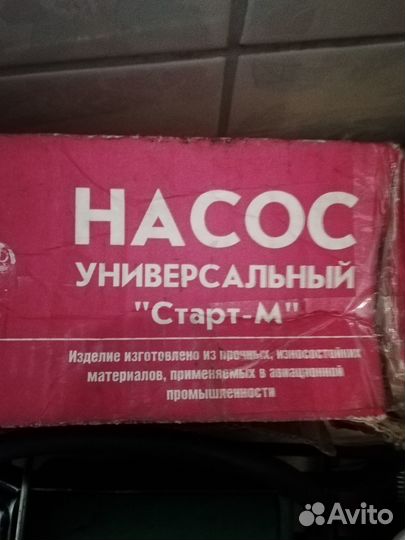 НАСОС
УНИВЕРСАЛЬНЫЙ
"Старт-М"
Изделие изготовлено из прочных, износостойких
материалов, применяемых в авиационной
промышленности
Avito